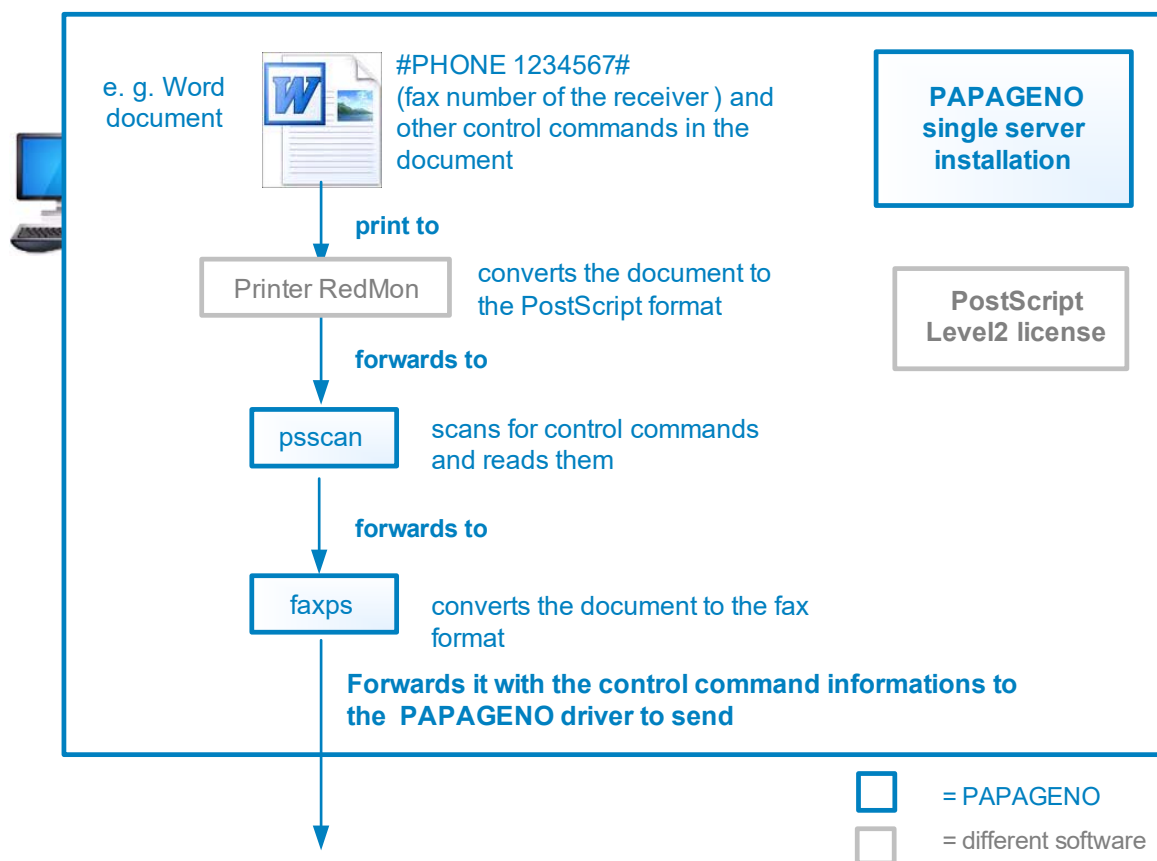 e. g. Word
document
W
#PHONE 1234567#
(fax number of the receiver ) and
other control commands in the
document
PAPAGENO
single server
installation
print to
Printer RedMon
converts the document to
the PostScript format
PostScript
Level2 license
forwards to
psscan
scans for control commands
and reads them
forwards to
faxps
converts the document to the fax
format
Forwards it with the control command informations to
the PAPAGENO driver to send
= PAPAGENO
= different software